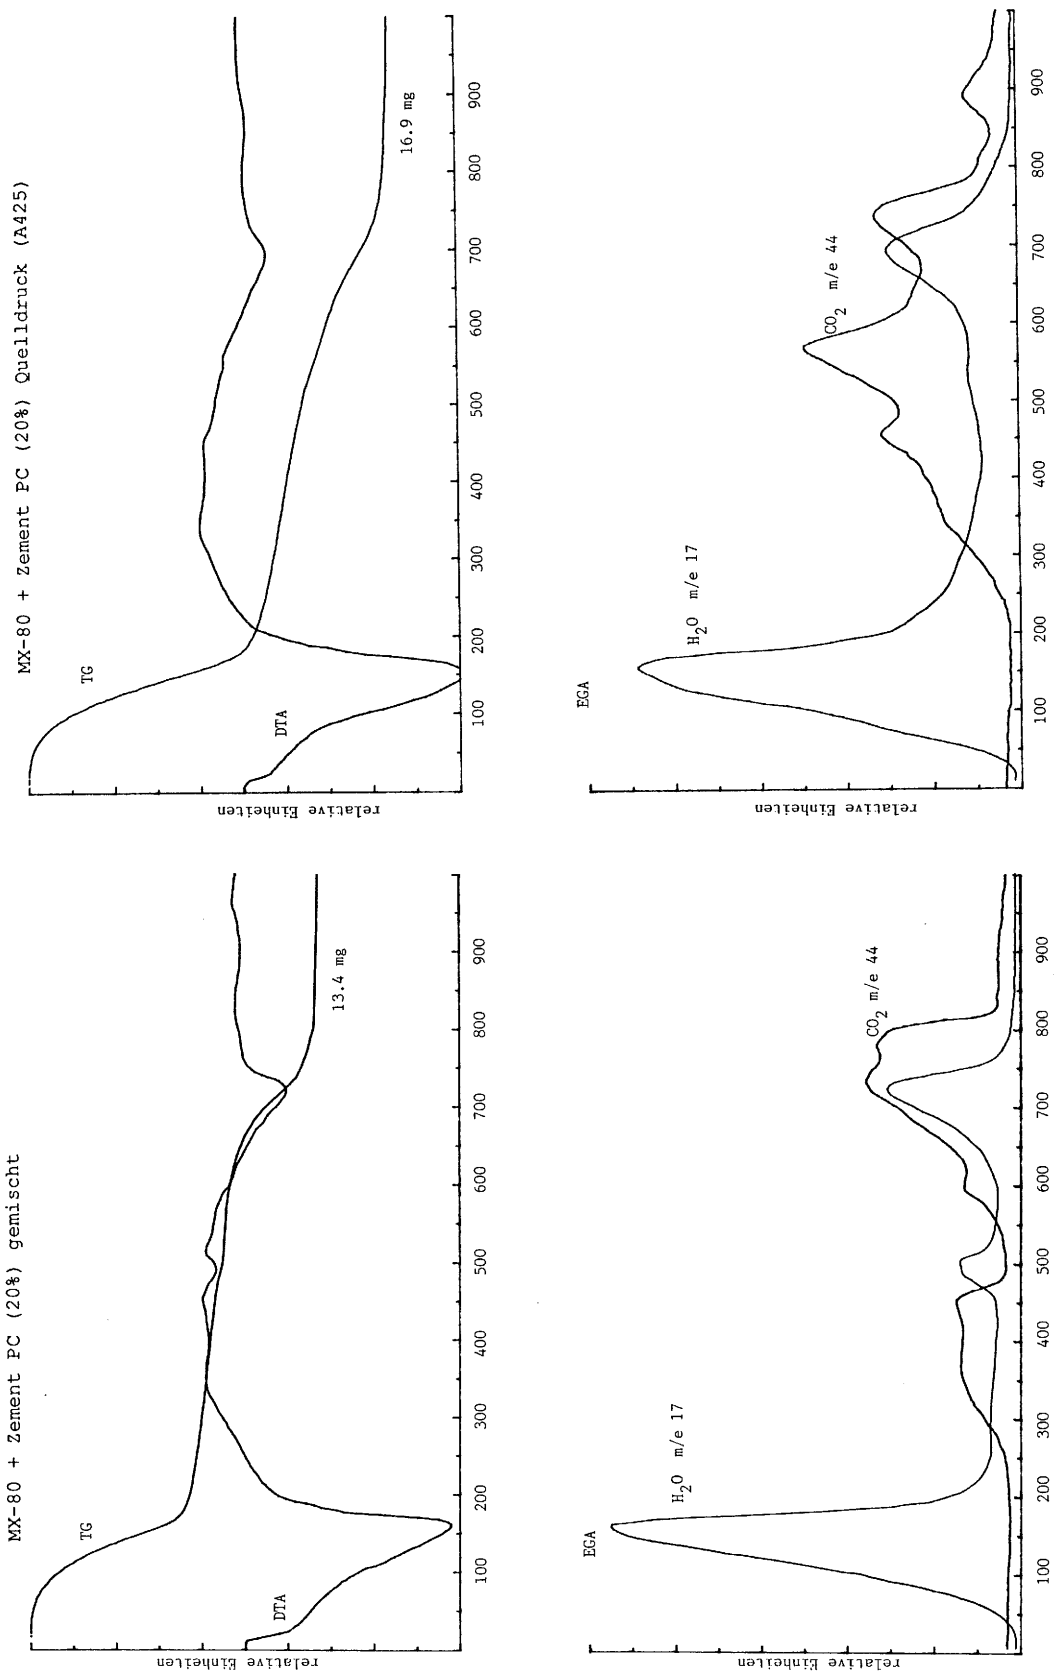 MX-80 + Zement PC (20%) gemischt
TG
DTA
13.4 mg
relative Einheiten
100 200 300 400 500 600 700 800 900
EGA
H2O m/e 17
CO2 m/e 44
relative Einheiten
100 200 300 400 500 600 700 800 900
MX-80 + Zement PC (20%) Quelldruck (A425)
TG
DTA
16.9 mg
relative Einheiten
100 200 300 400 500 600 700 800 900
EGA
H2O m/e 17
CO2 m/e 44
relative Einheiten
100 200 300 400 500 600 700 800 900